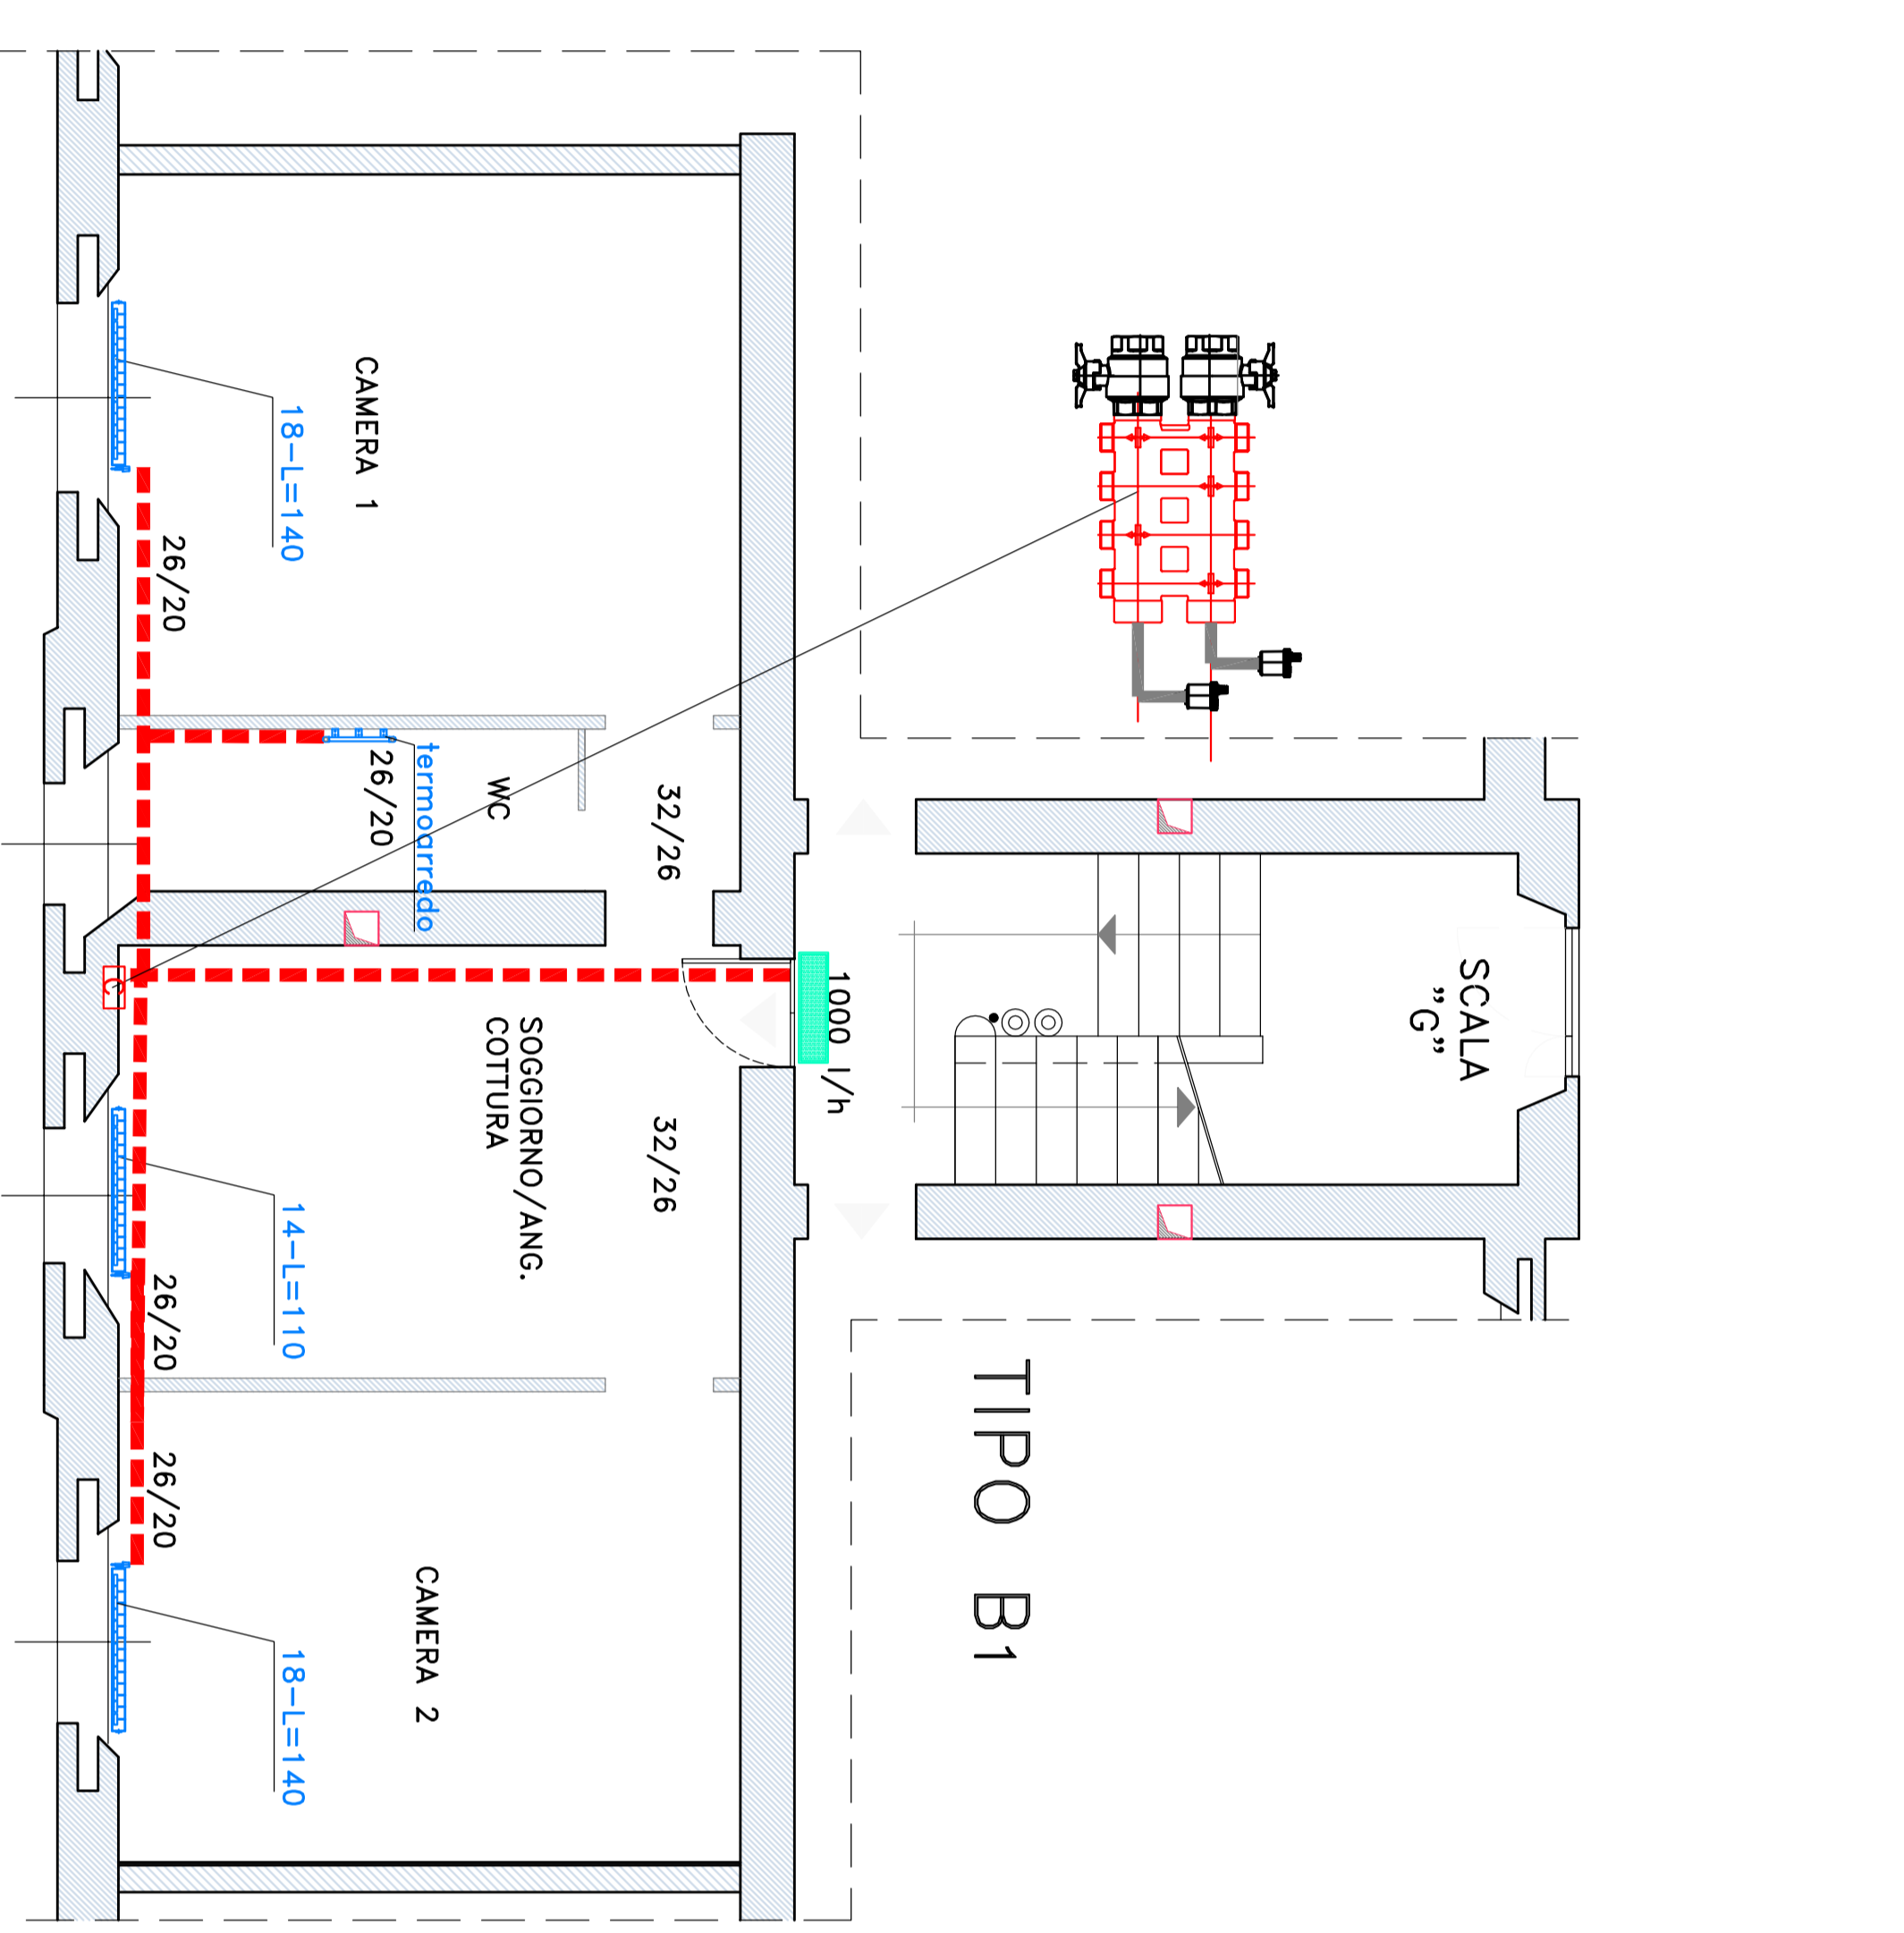 SCALA
"G"
TIPO B1
1000 l/h
32/26
32/26
SOGGIORNO/ANG.
COTTURA
WC
termoarredo
26/20
CAMERA 1
18-L=140
26/20
C
14-L=110
26/20
CAMERA 2
18-L=140
26/20